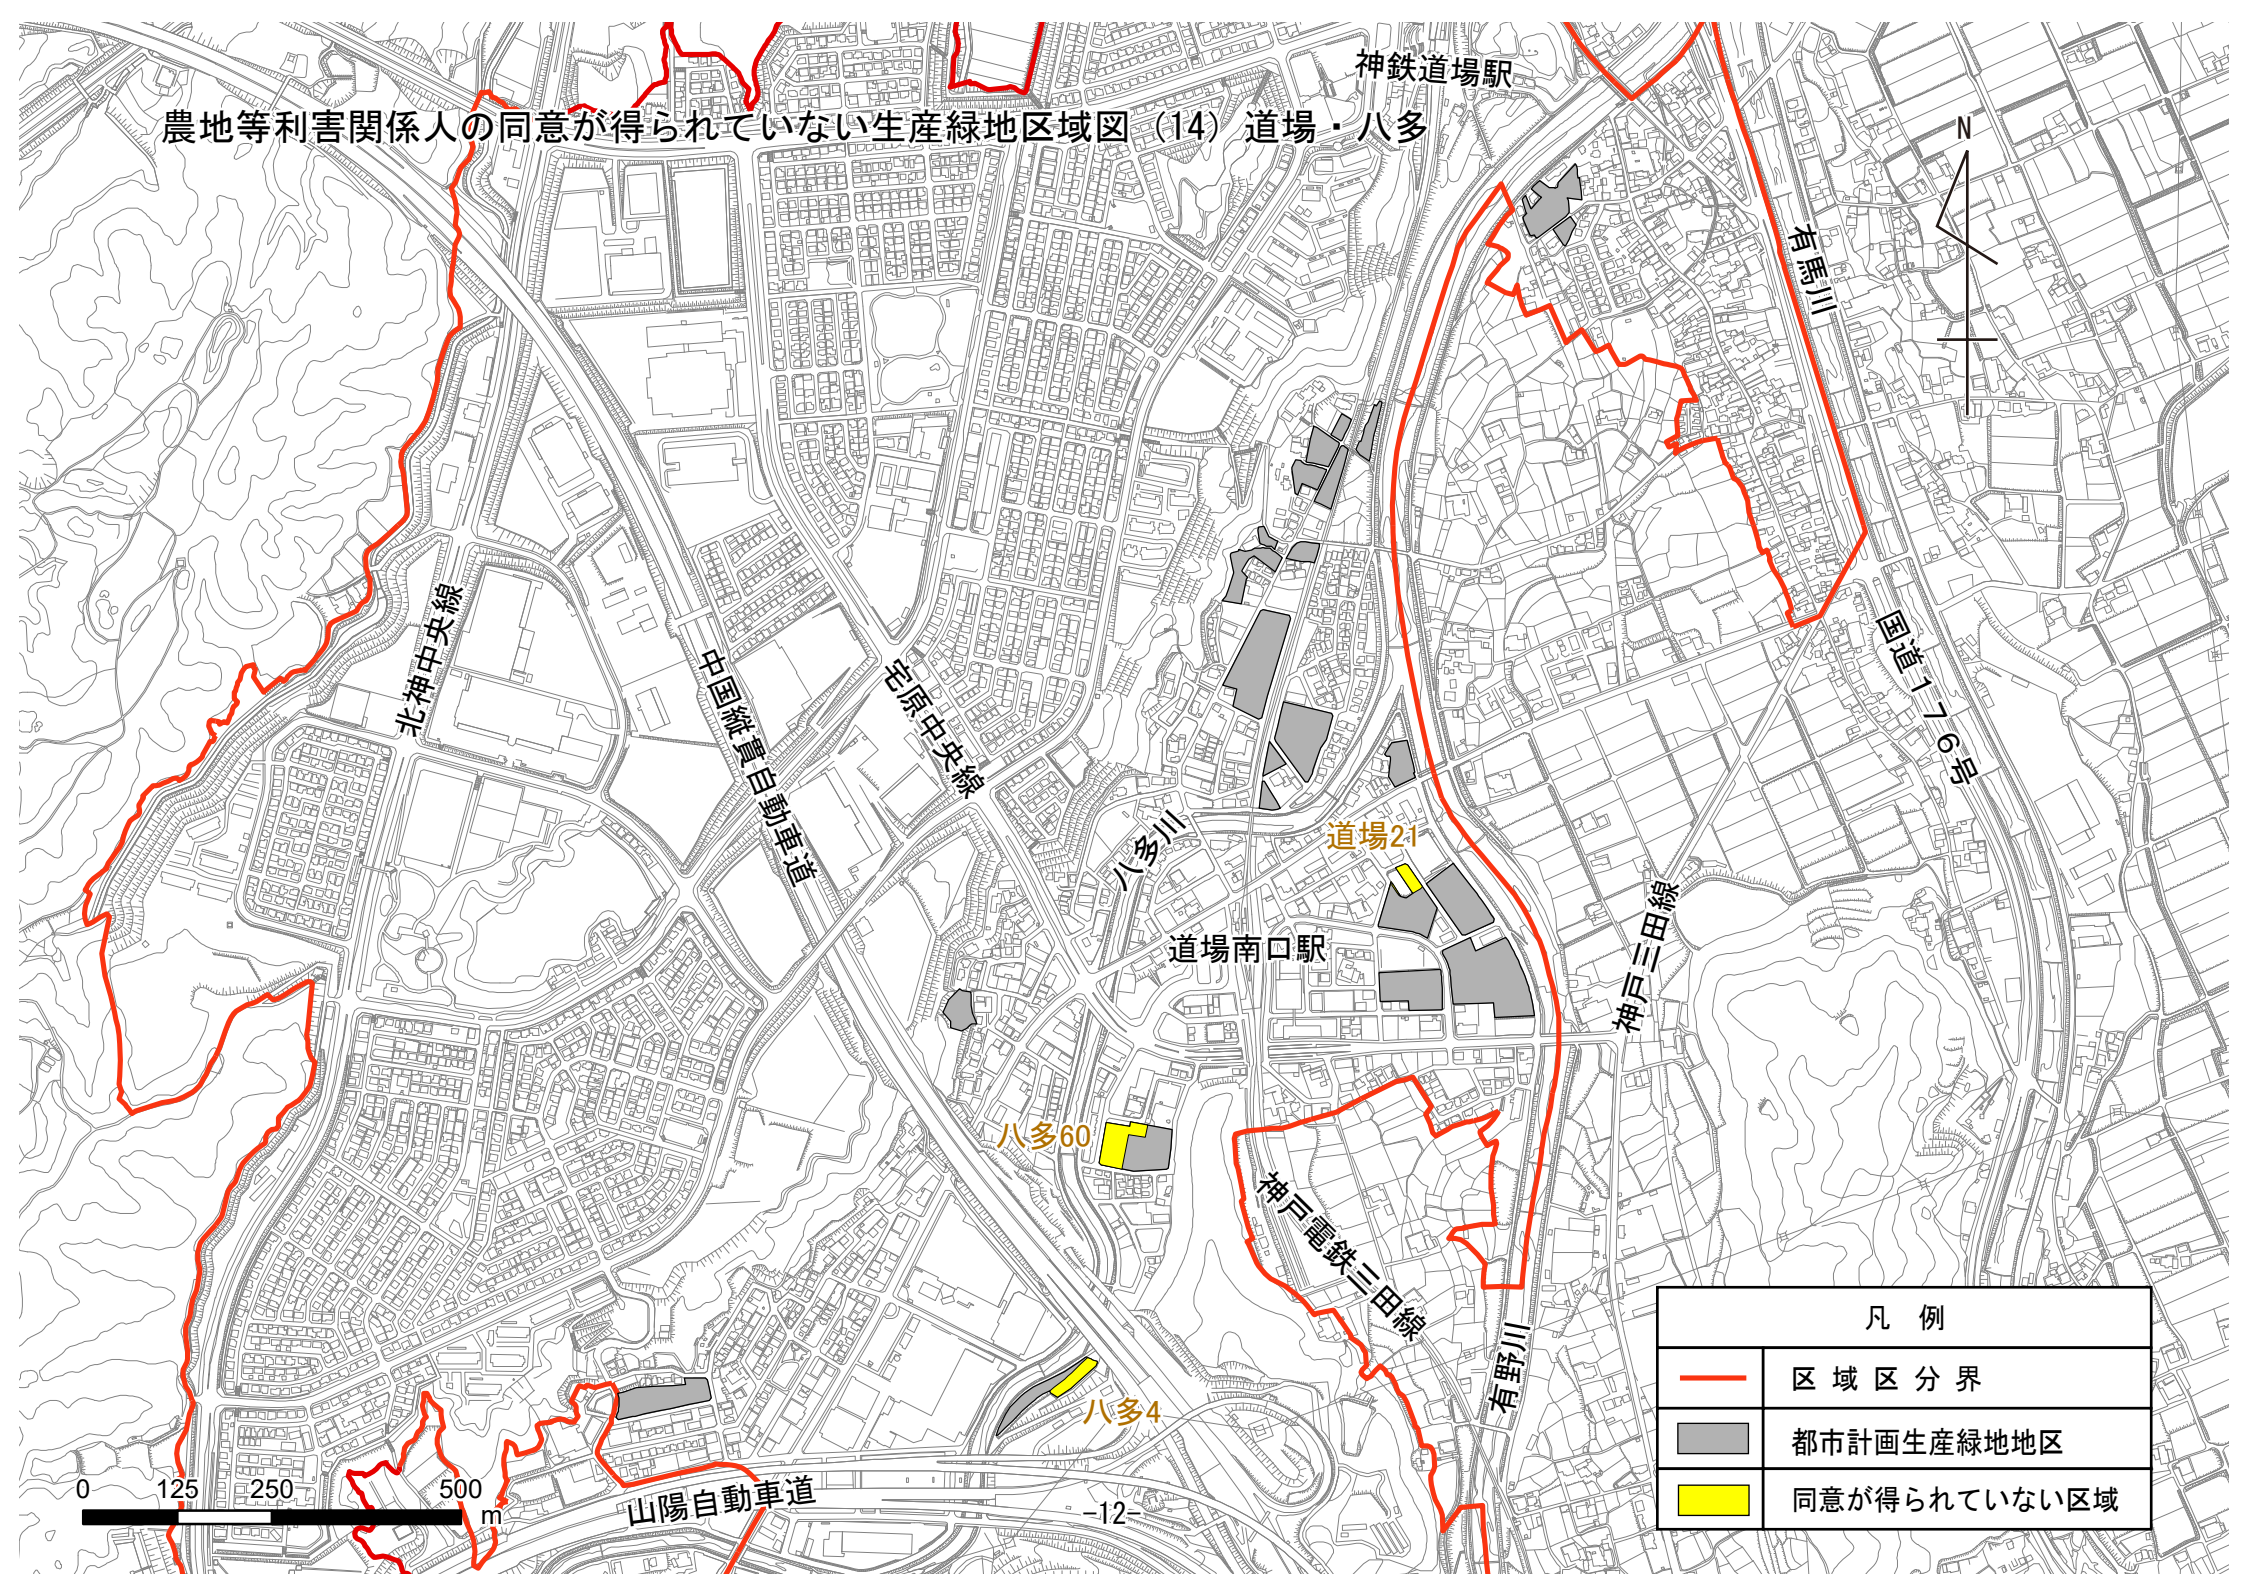 神鉄道場駅
農地等利害関係人の同意が得られていない生産緑地区域図（14）道場・八多
N
有馬川
北神中央線
中国縦貫自動車道
宅原中央線
国道176号
八多川
道場21
神戸三田線
道場南口駅
八多60
神戸電鉄三田線
有野川
八多4
山陽自動車道
0 125 250 500 m
-12-
凡 例
区 域 区 分 界
都市計画生産緑地地区
同意が得られていない区域